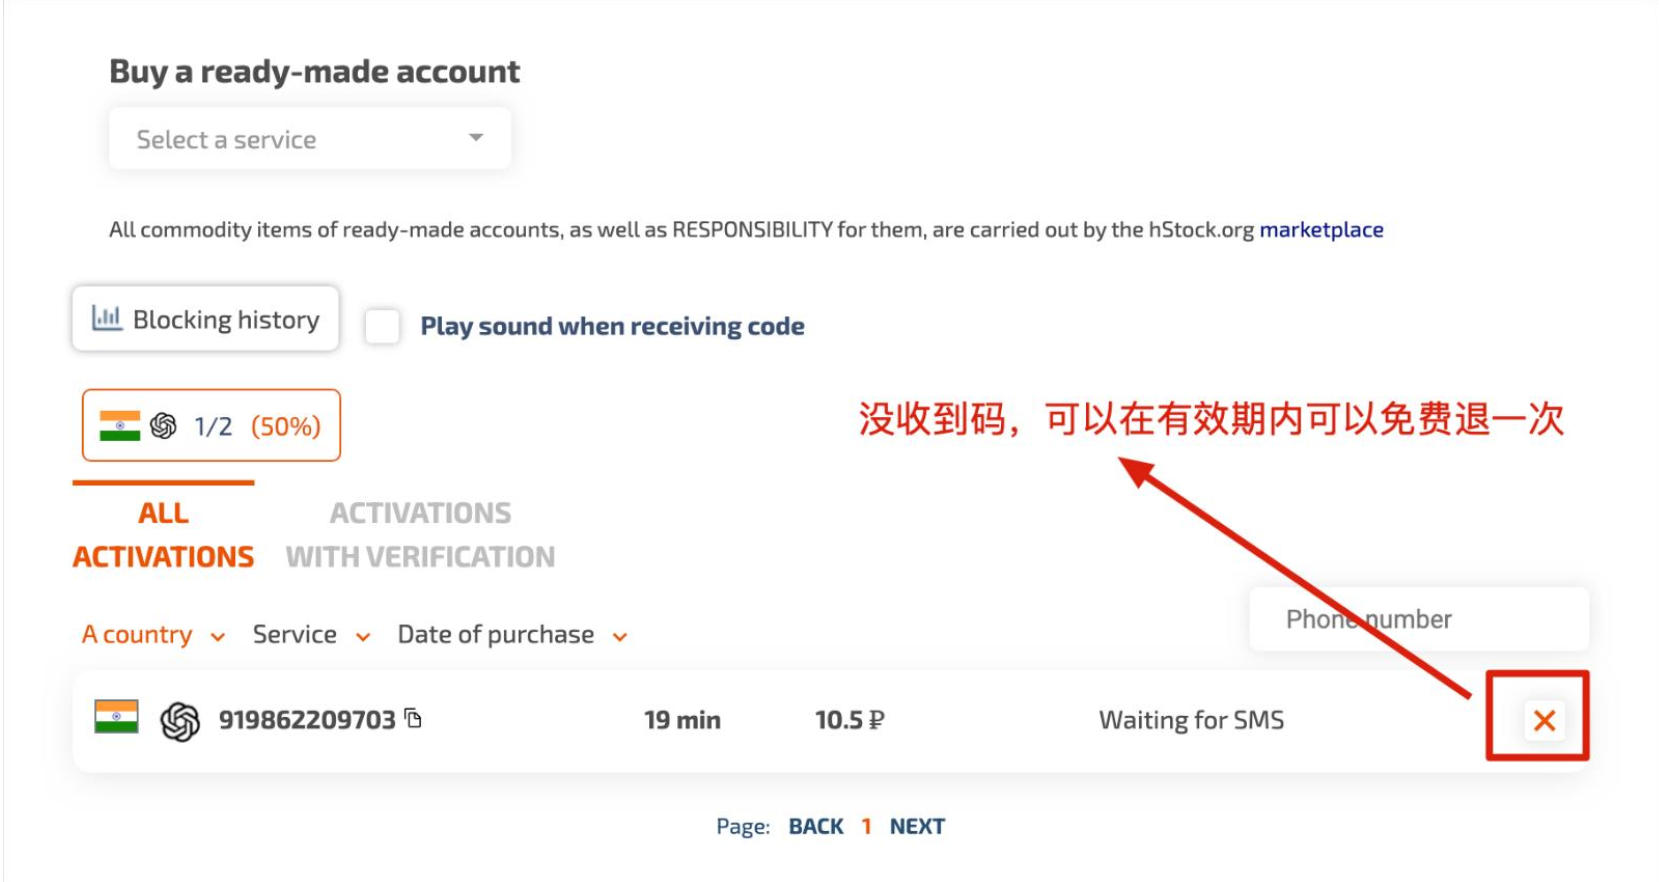 Buy a ready-made account
Select a service
All commodity items of ready-made accounts, as well as RESPONSIBILITY for them, are carried out by the hStock.org marketplace
Blocking history
Play sound when receiving code
1/2 (50%)
没收到码，可以在有效期内可以免费退一次
ALL
ACTIVATIONS
ACTIVATIONS
WITH VERIFICATION
Phone number
A country Service Date of purchase
919862209703 19 min 10.5 ₽ Waiting for SMS
Page: BACK 1 NEXT